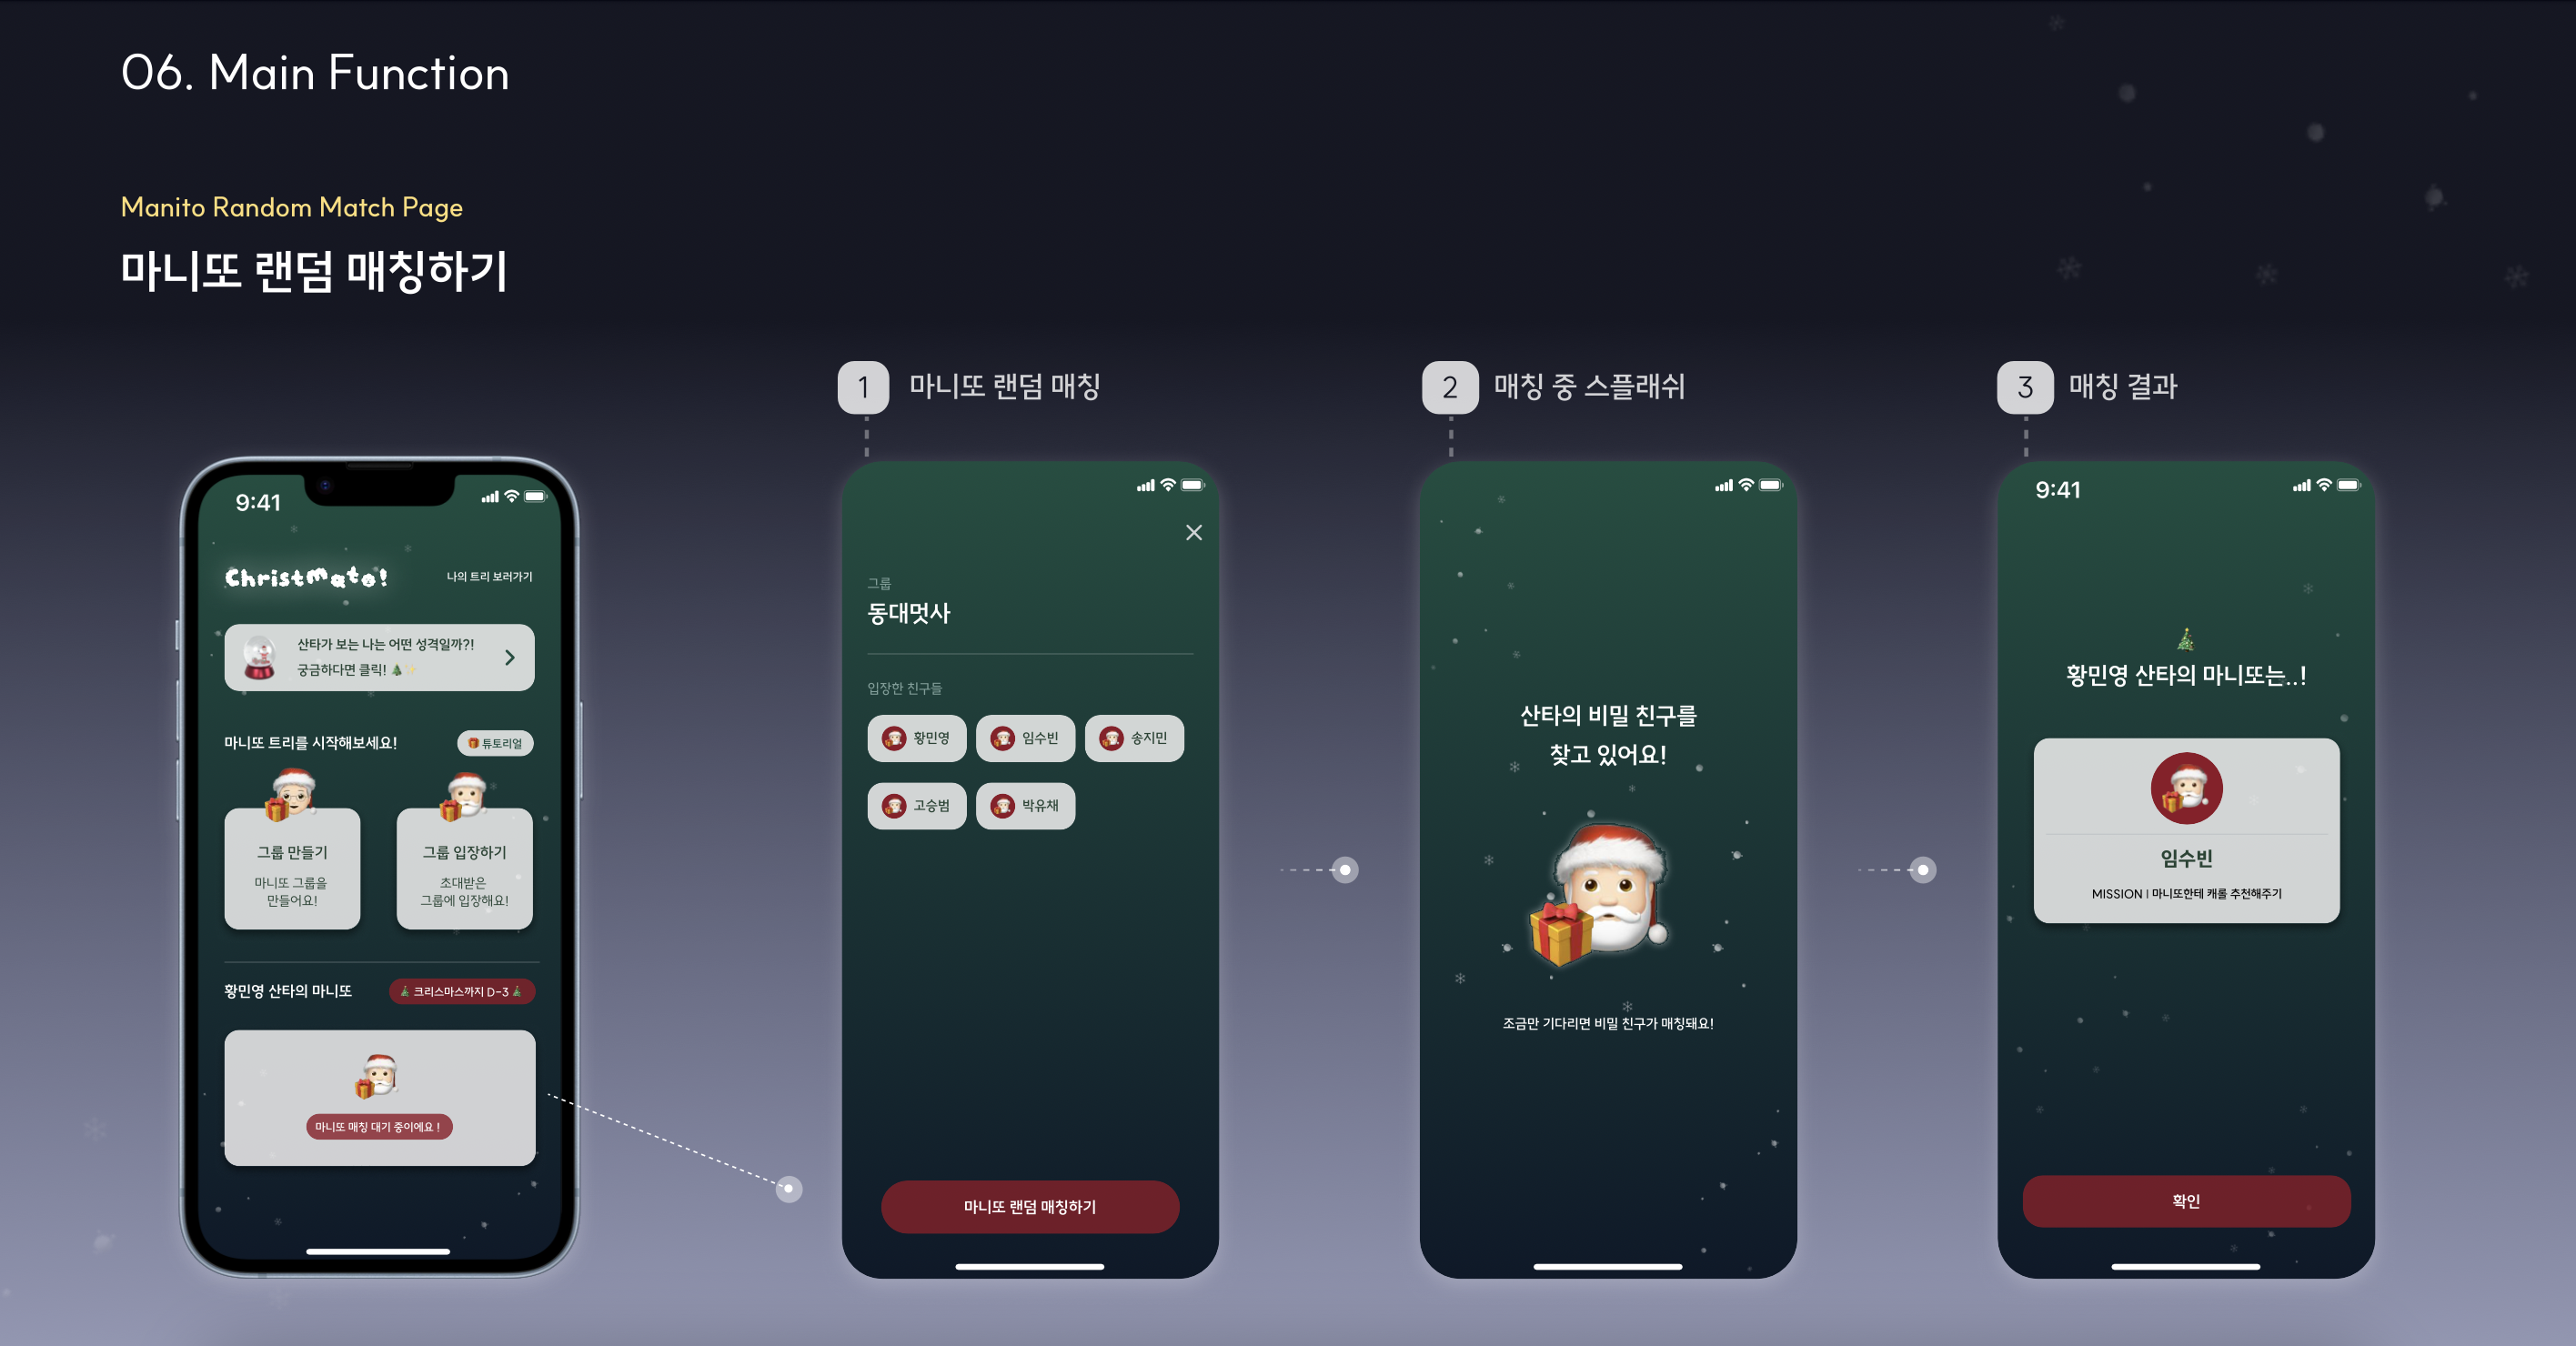 06. Main Function
Manito Random Match Page
마니또 랜덤 매칭하기
9:41
Christmato!
나의 트리 보러가기
산타가 보는 나는 어떤 성격일까?!
궁금하다면 클릭! 🎄✨
마니또 트리를 시작해보세요!
🎁 튜토리얼
그룹 만들기
마니또 그룹을
만들어요!
그룹 입장하기
초대받은
그룹에 입장해요!
황민영 산타의 마니또
🎄 크리스마스까지 D-3 🎄
마니또 매칭 대기 중이에요 !
1 마니또 랜덤 매칭
그룹
동대멋사
입장한 친구들
황민영
임수빈
송지민
고승범
박유채
마니또 랜덤 매칭하기
2 매칭 중 스플래쉬
산타의 비밀 친구를
찾고 있어요!
조금만 기다리면 비밀 친구가 매칭돼요!
3 매칭 결과
9:41
황민영 산타의 마니또는..!
임수빈
MISSION | 마니또한테 캐롤 추천해주기
확인